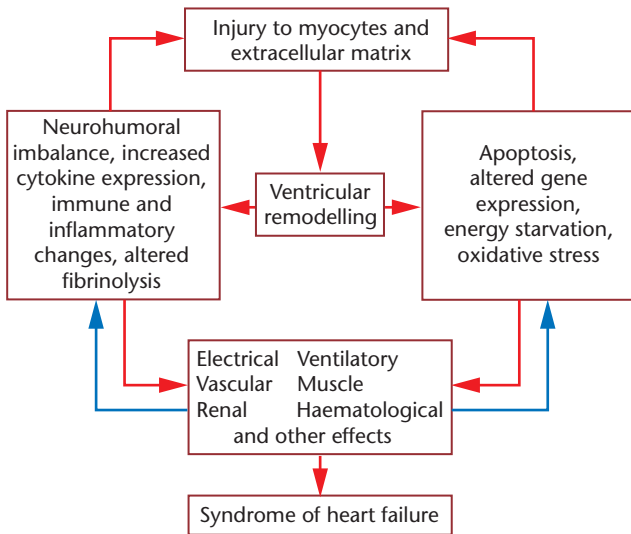 Injury to myocytes and
extracellular matrix
Neurohumoral
imbalance, increased
cytokine expression,
immune and
inflammatory
changes, altered
fibrinolysis
Ventricular
remodelling
Apoptosis,
altered gene
expression,
energy starvation,
oxidative stress
Electrical Ventilatory
Vascular Muscle
Renal Haematological
and other effects
Syndrome of heart failure